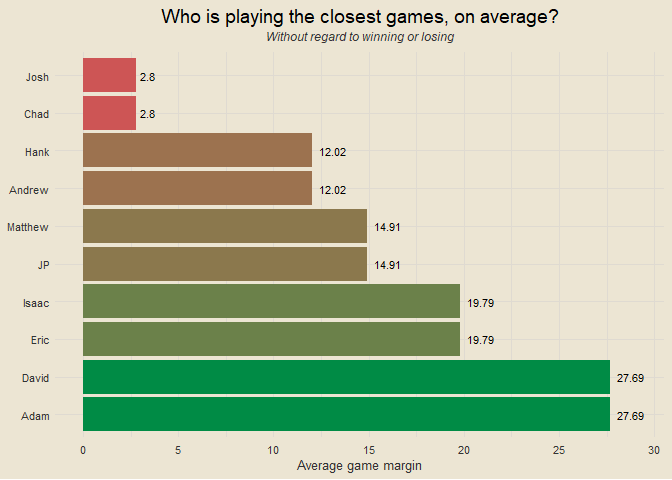 Who is playing the closest games, on average?
Without regard to winning or losing
Josh 2.8
Chad 2.8
Hank 12.02
Andrew 12.02
Matthew 14.91
JP 14.91
Isaac 19.79
Eric 19.79
David 27.69
Adam 27.69
0 5 10 15 20 25 30
Average game margin